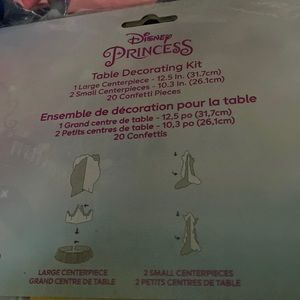 Disney
PRINCESS
Table Decorating Kit
1 Large Centerpiece - 12.5 in. (31.7cm)
2 Small Centerpieces - 10.3 in. (26.1cm)
20 Confetti Pieces
Ensemble de décoration pour la table
1 Grand centre de table - 12,5 po (31,7cm)
2 Petits centres de table - 10,3 po (26,1cm)
20 Confettis
LARGE CENTERPIECE
GRAND CENTRE DE TABLE
2 SMALL CENTERPIECES
2 PETITS CENTRES DE TABLE